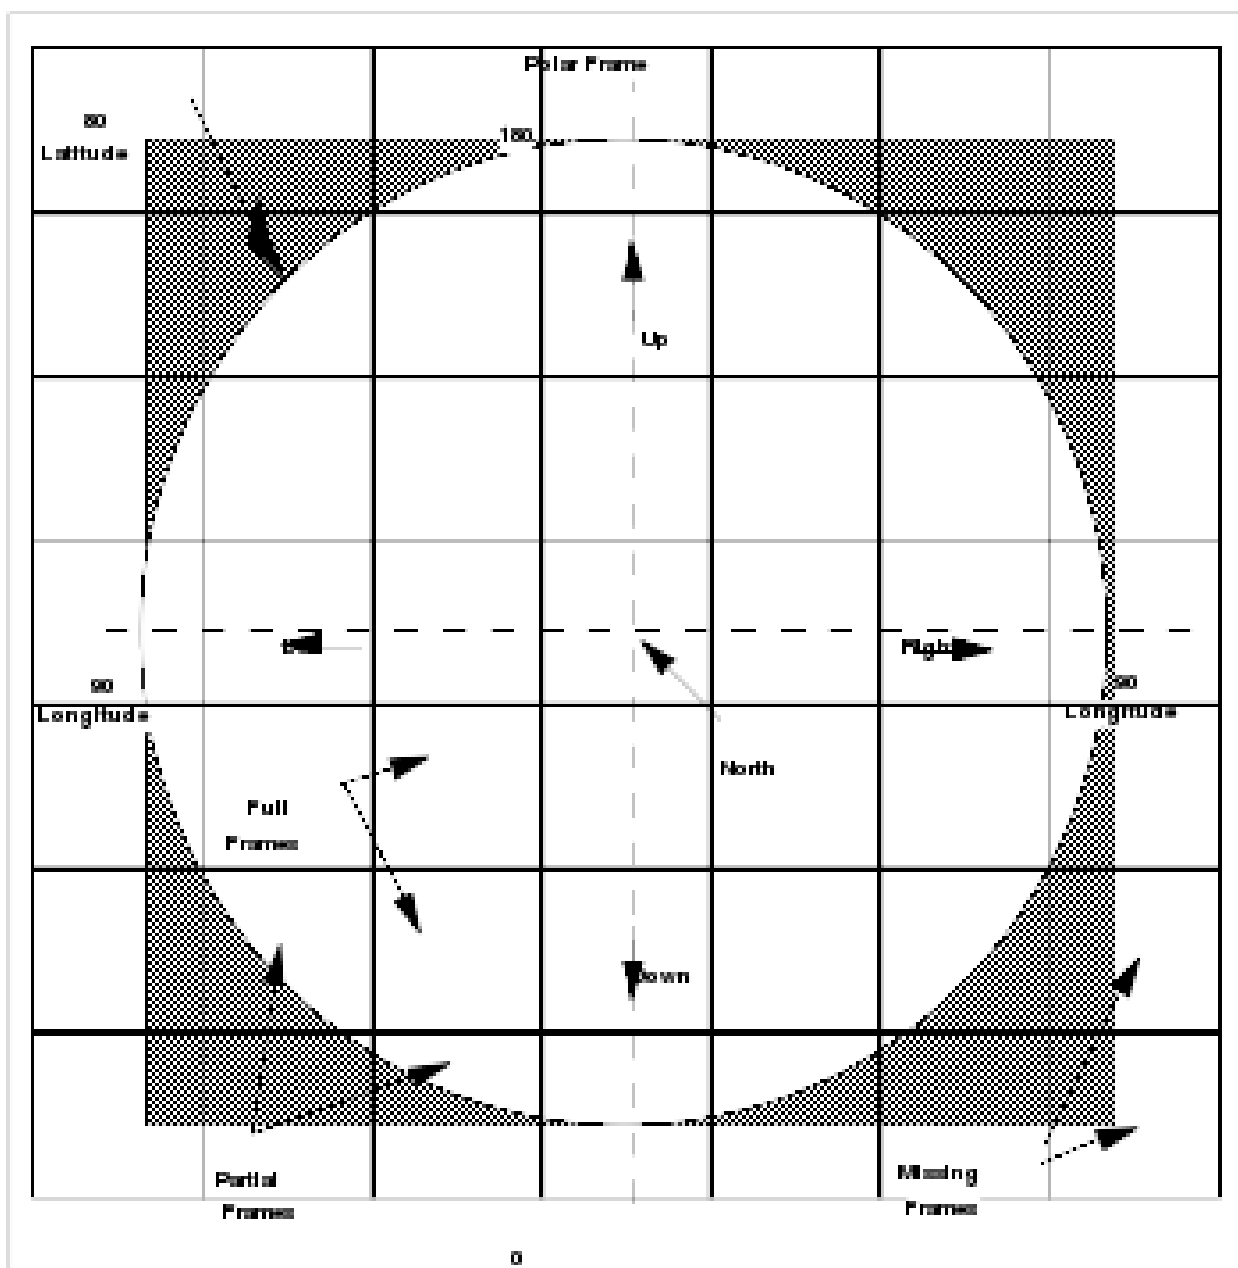 Polar Frame
80
Latitude
180
Up
Right
90
Longitude
90
Longitude
North
Full
Frames
Down
Partial
Frames
Missing
Frames
0